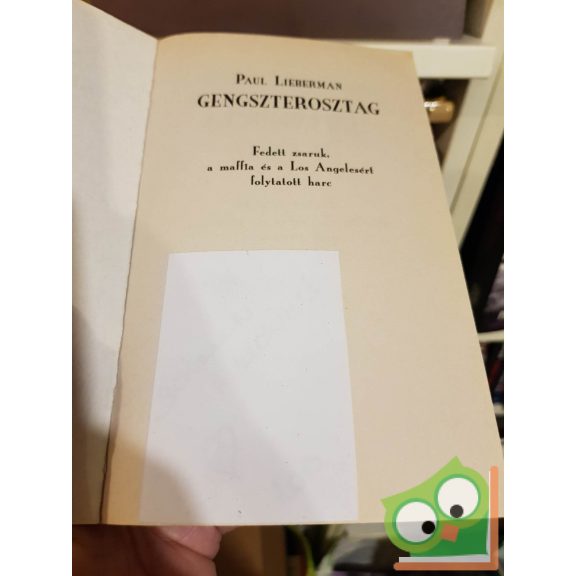 PAUL LIEBERMAN
GENGSZTEROSZTAG
Fedett zsaruk,
a maffia és a Los Angelesért
folytatott harc